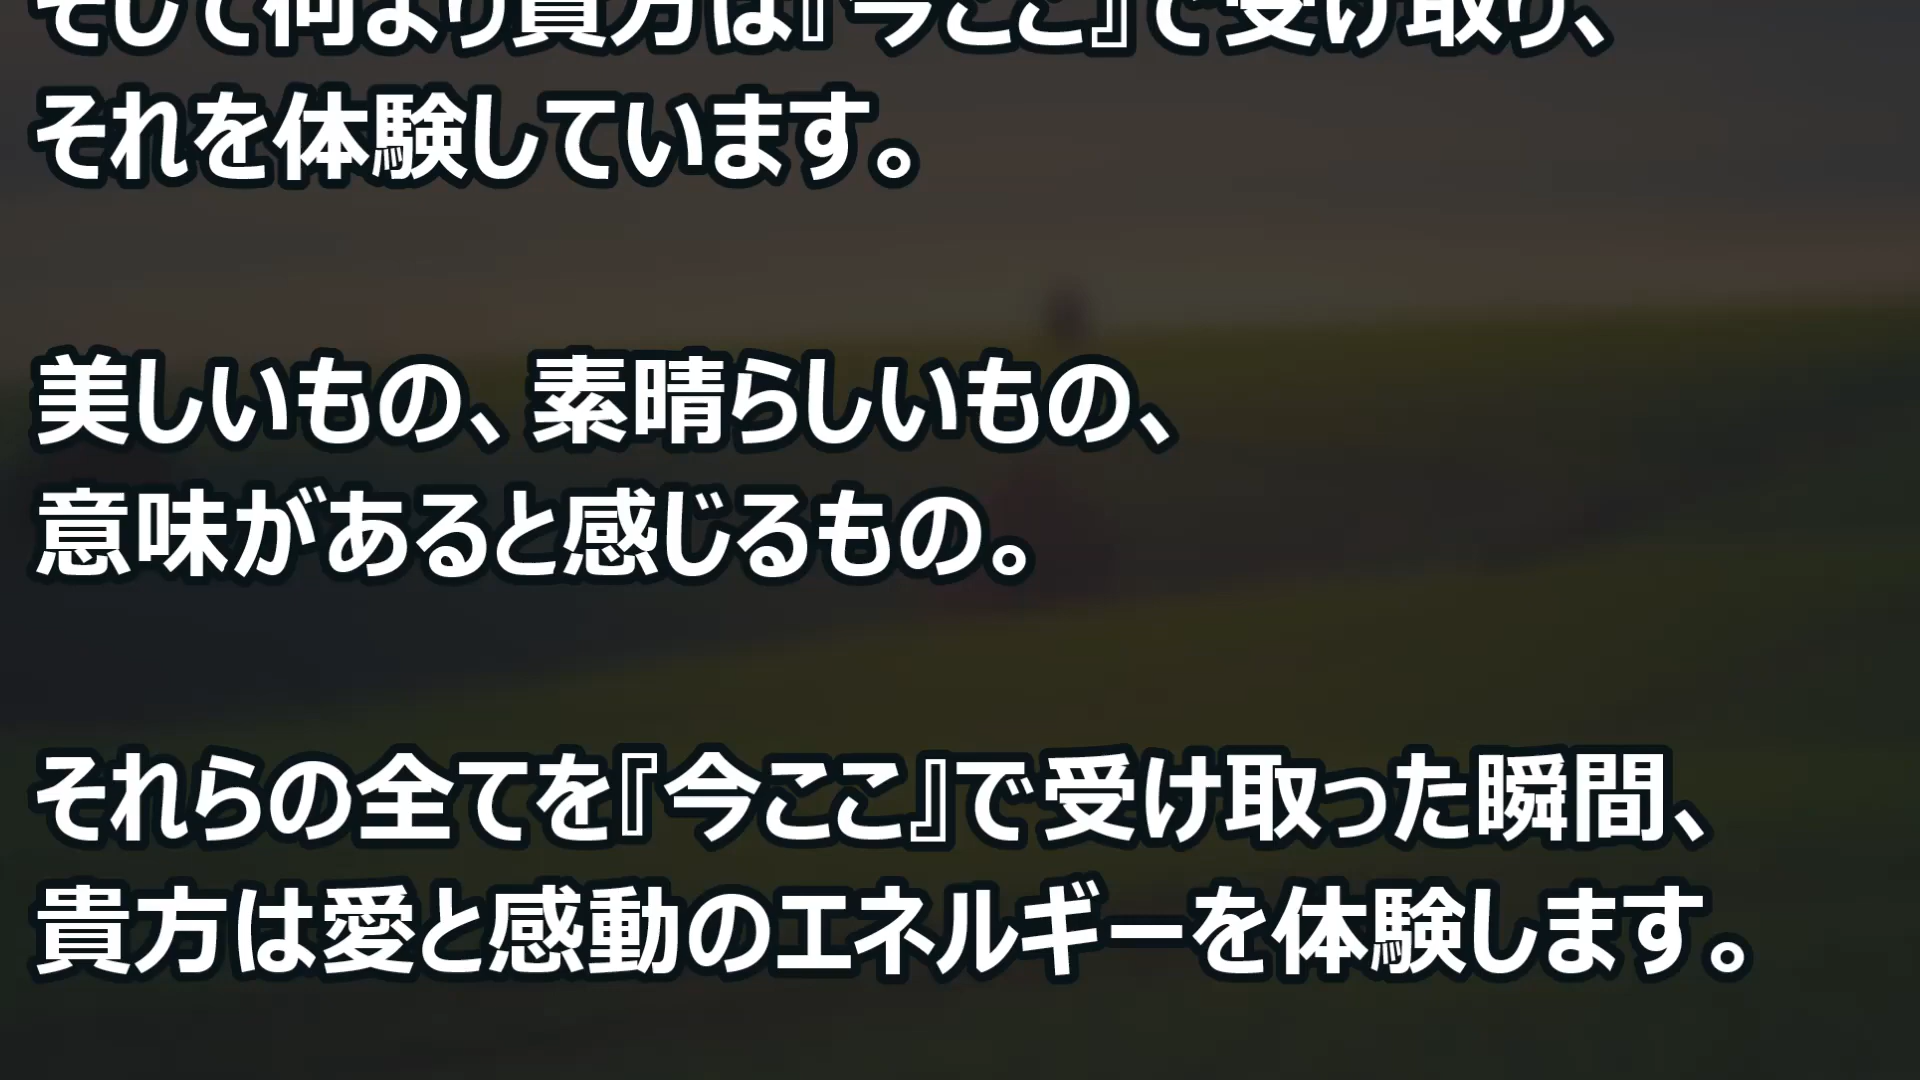 そして何より貴方は『今ここ』で受け取り、
それを体験しています。
美しいもの、素晴らしいもの、
意味があると感じるもの。
それらの全てを『今ここ』で受け取った瞬間、
貴方は愛と感動のエネルギーを体験します。